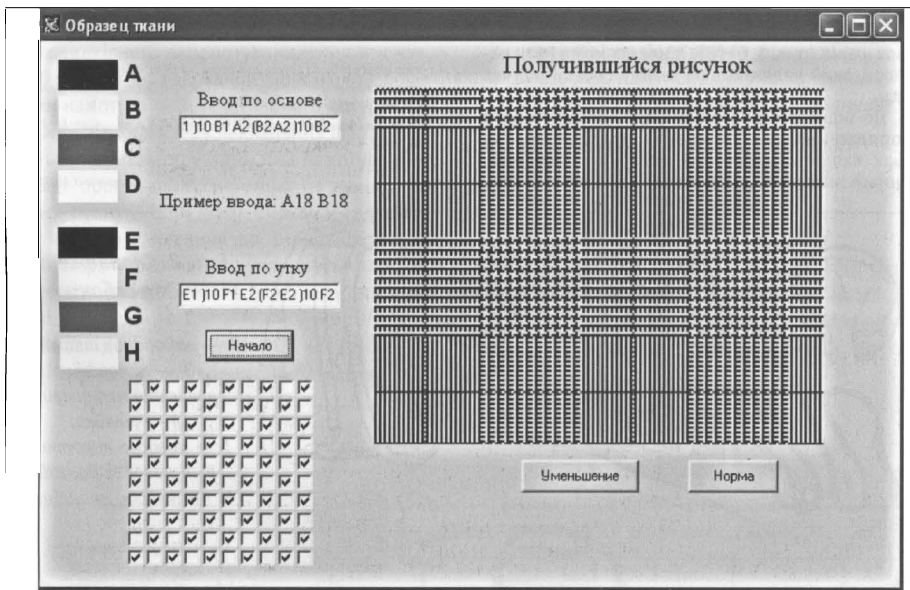 Образец ткани
A
B
C
D
E
F
G
H
Ввод по основе
1 )10 B1 A2 (B2 A2 )10 B2
Пример ввода: A18 B18
Ввод по утку
E1 )10 F1 E2 (F2 E2 )10 F2
Начало
Получившийся рисунок
Уменьшение
Норма